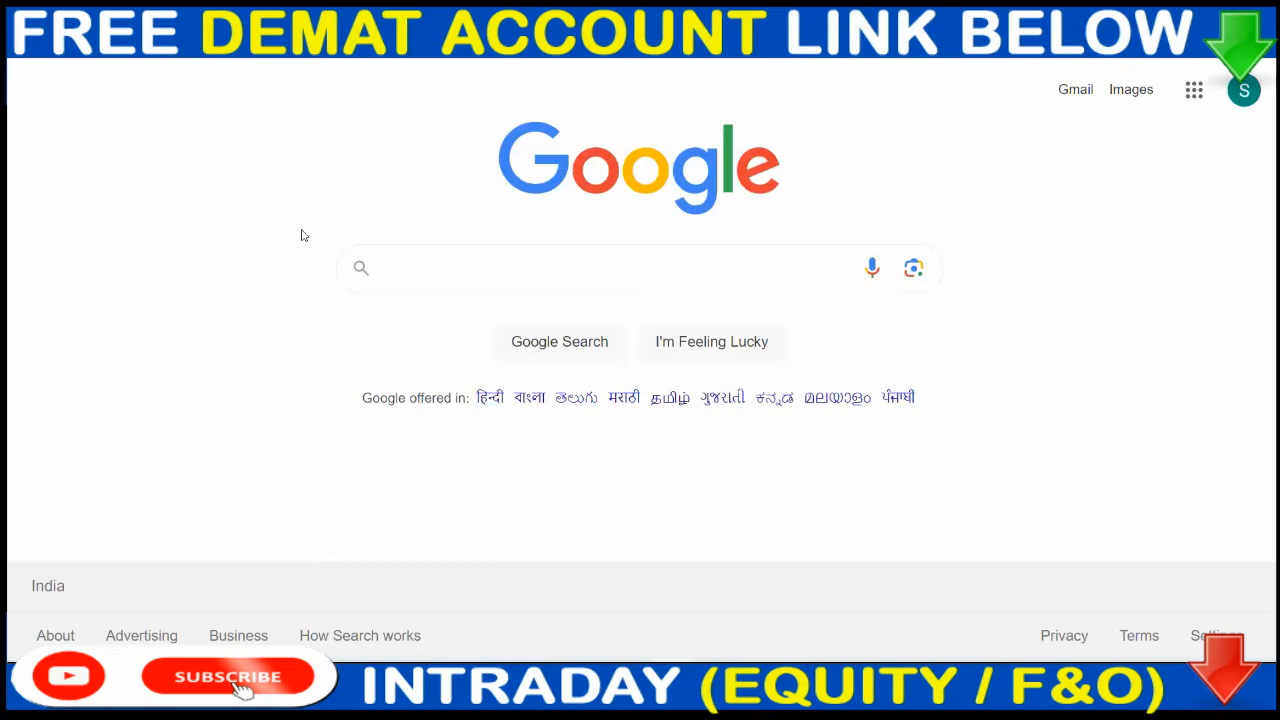 FREE DEMAT ACCOUNT LINK BELOW
Gmail Images
S
Google
Google Search I'm Feeling Lucky
Google offered in: हिन्दी বাংলা తెలుగు मराठी தமிழ் ગુજરાતી ಕನ್ನಡ മലയാളം ਪੰਜਾਬੀ
India
About Advertising Business How Search works Privacy Terms
SUBSCRIBE
INTRADAY (EQUITY / F&O)